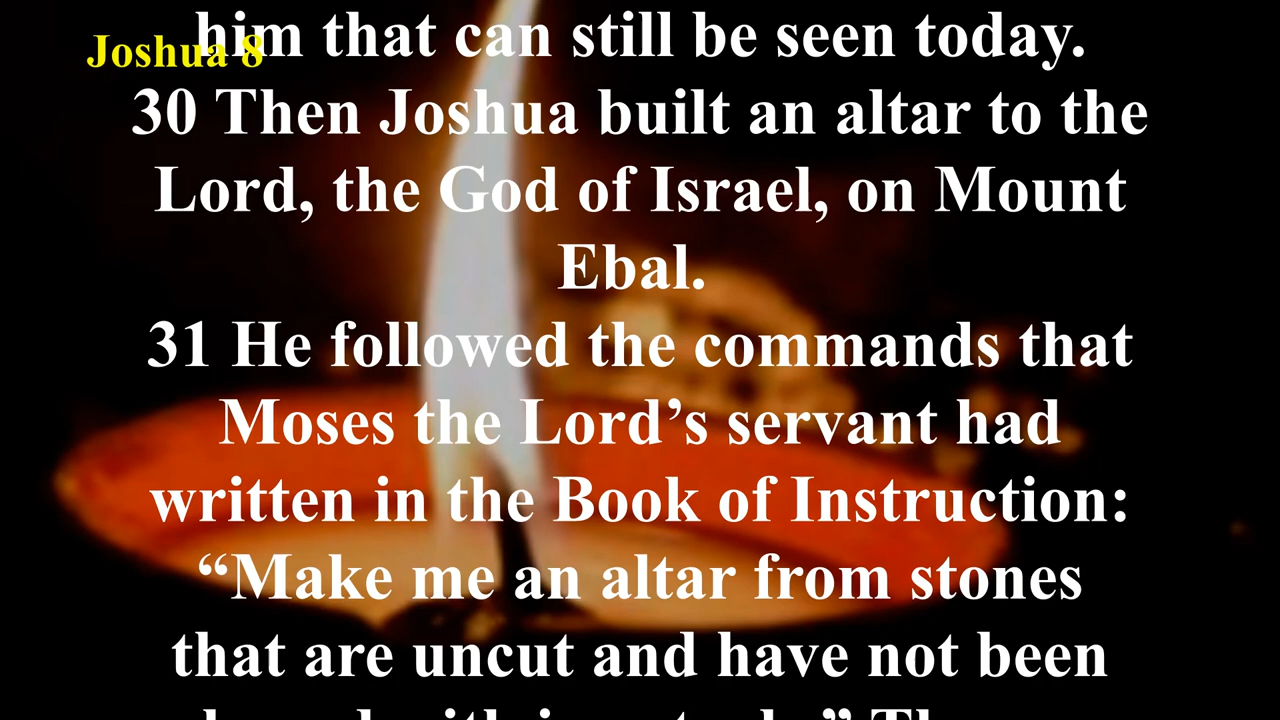 him that can still be seen today.
Joshua 8
30 Then Joshua built an altar to the
Lord, the God of Israel, on Mount
Ebal.
31 He followed the commands that
Moses the Lord’s servant had
written in the Book of Instruction:
“Make me an altar from stones
that are uncut and have not been